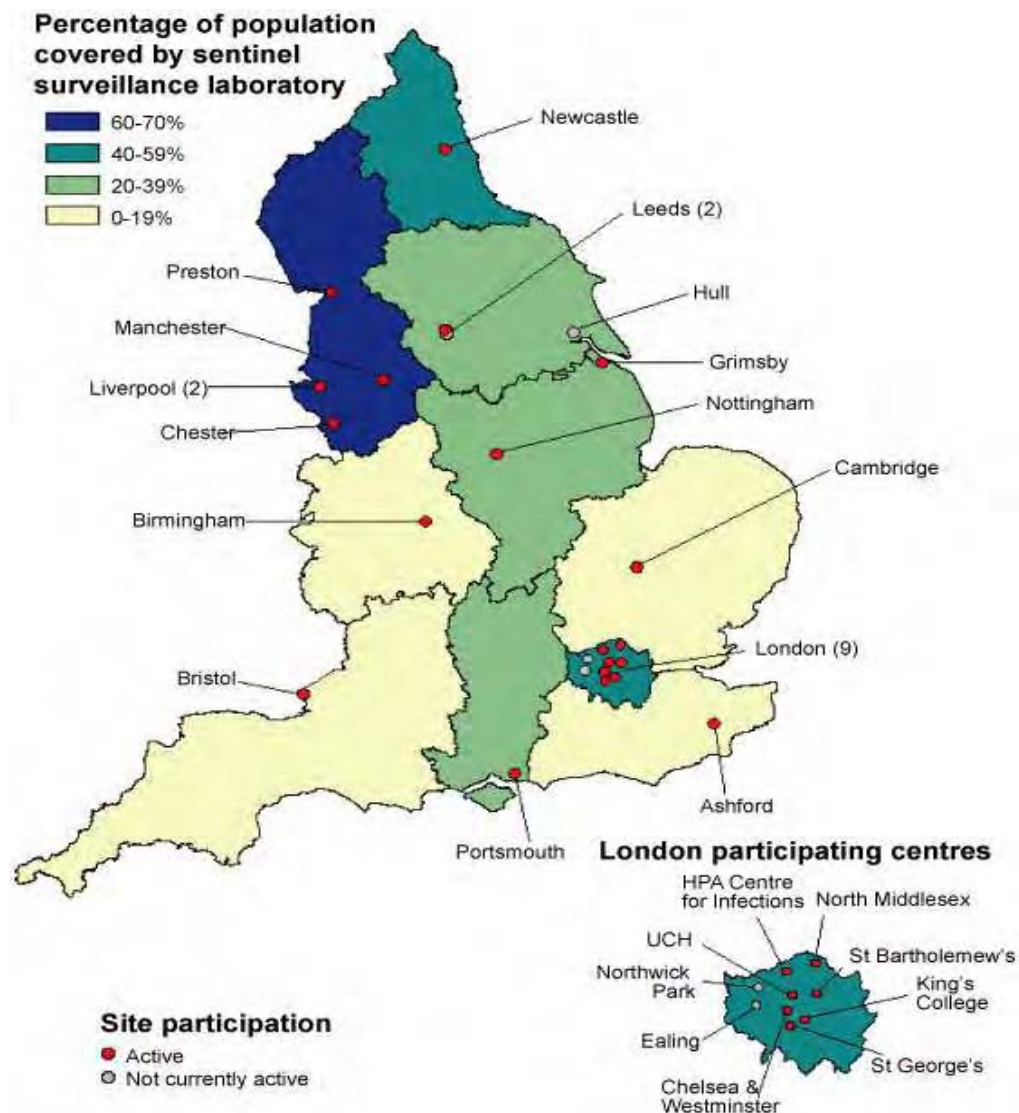 Percentage of population
covered by sentinel
surveillance laboratory
60-70%
40-59%
20-39%
0-19%
Newcastle
Leeds (2)
Hull
Preston
Manchester
Grimsby
Liverpool (2)
Nottingham
Chester
Cambridge
Birmingham
London (9)
Bristol
Ashford
Portsmouth
London participating centres
HPA Centre
for Infections
North Middlesex
UCH
St Bartholemew's
Northwick
Park
King's
College
Ealing
St George's
Chelsea &
Westminster
Site participation
Active
Not currently active